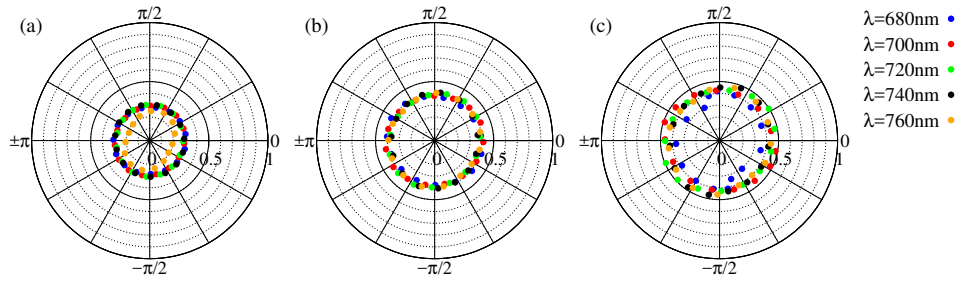 (a)
π/2
±π
0
0 0.5 1
−π/2
(b)
π/2
±π
0
0 0.5 1
−π/2
(c)
π/2
±π
0
0 0.5 1
−π/2
λ=680nm
λ=700nm
λ=720nm
λ=740nm
λ=760nm